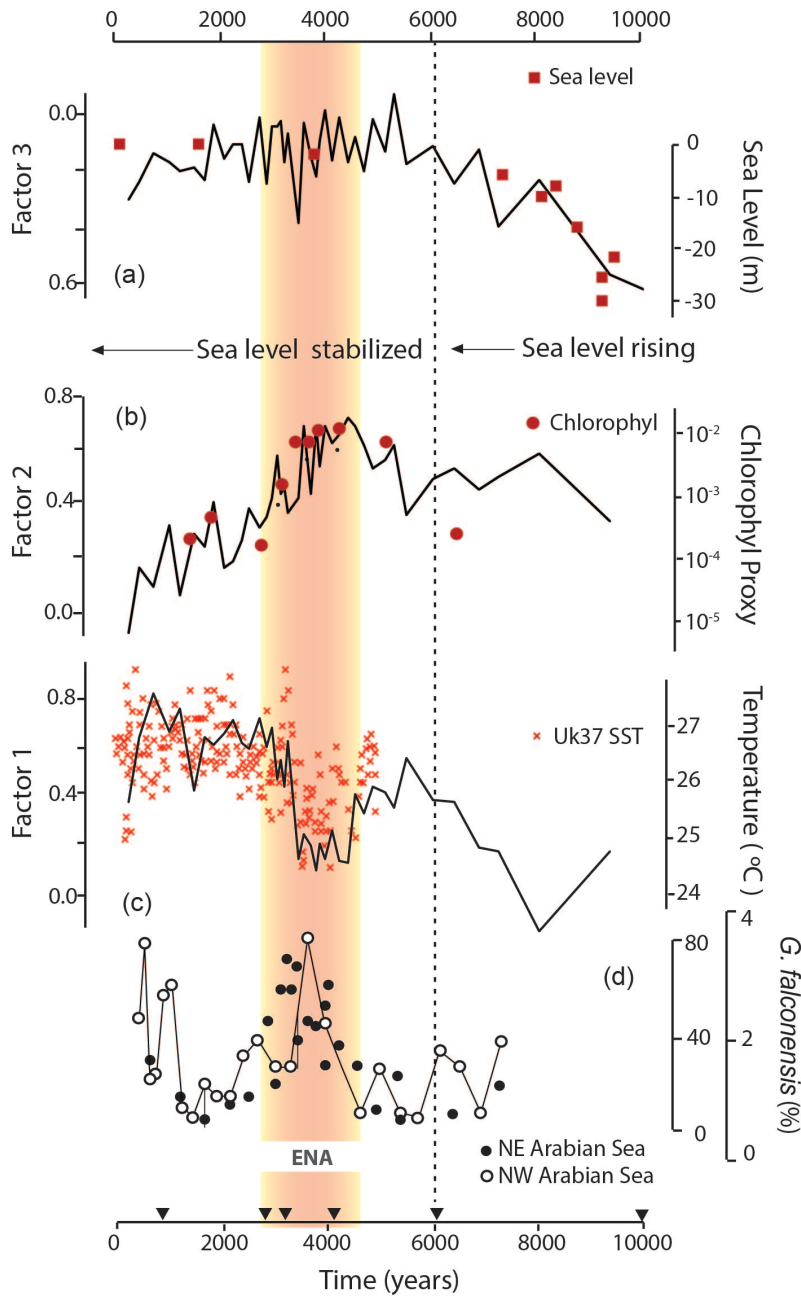 0 2000 4000 6000 8000 10000
Sea level
0.0
0.6
Factor 3
0
-10
-20
-30
Sea Level (m)
(a)
Sea level stabilized
Sea level rising
0.8
0.4
0.0
Factor 2
(b)
Chlorophyl
10-2
10-3
10-4
10-5
Chlorophyl Proxy
0.8
0.4
0.0
Factor 1
Uk37 SST
27
26
25
24
Temperature ( ºC )
(c)
(d)
80
40
0
4
2
0
G. falconensis (%)
ENA
NE Arabian Sea
NW Arabian Sea
0 2000 4000 6000 8000 10000
Time (years)